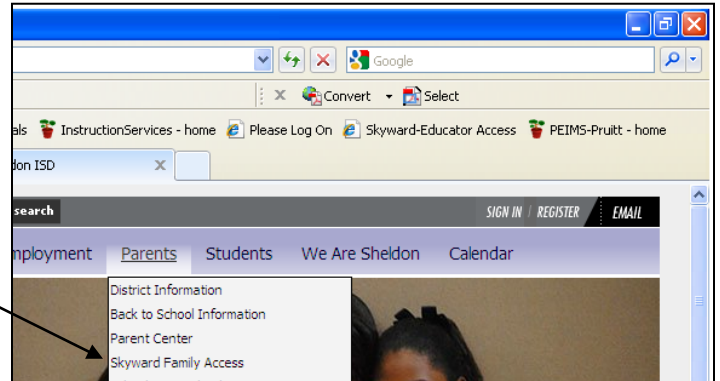 Google
x Convert Select
als InstructionServices - home Please Log On Skyward-Educator Access PEIMS-Pruitt - home
don ISD x
search SIGN IN | REGISTER EMAIL
mployment Parents Students We Are Sheldon Calendar
District Information
Back to School Information
Parent Center
Skyward Family Access